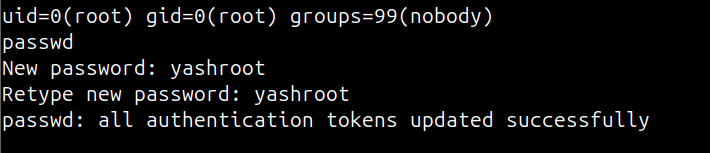 uid=0(root) gid=0(root) groups=99(nobody)
passwd
New password: yashroot
Retype new password: yashroot
passwd: all authentication tokens updated successfully